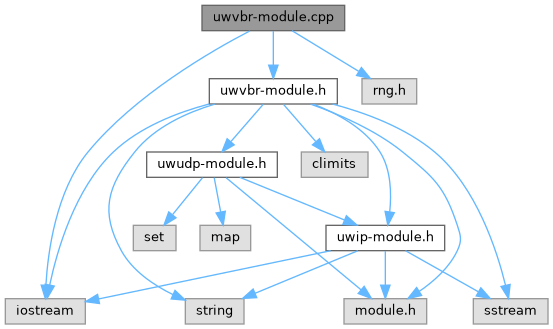 uwvbr-module.cpp
uwvbr-module.h
rng.h
uwudp-module.h
climits
set
map
uwip-module.h
iostream
string
module.h
sstream